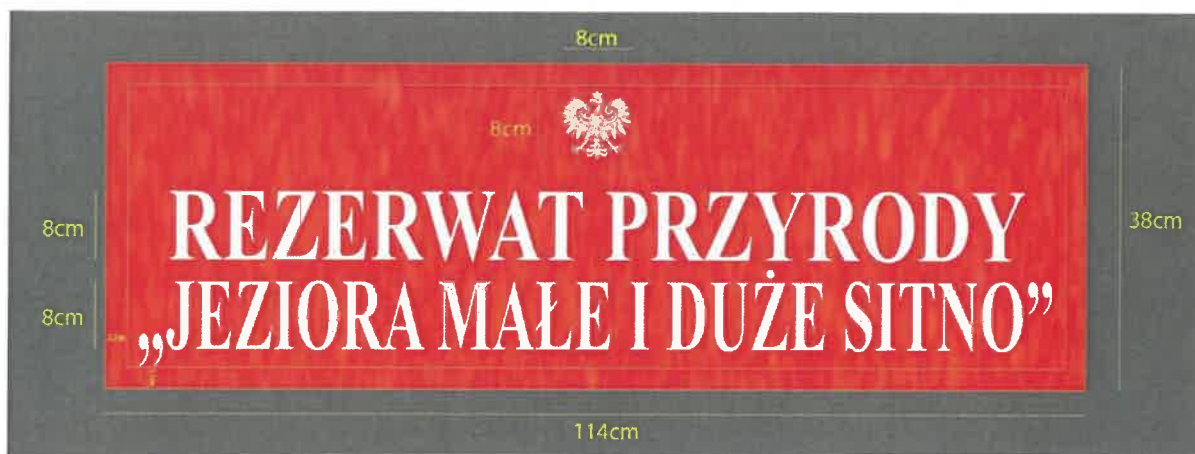 8cm
8cm
8cm
REZERWAT PRZYRODY
38cm
8cm
„JEZIORA MAŁE I DUŻE SITNO”
114cm